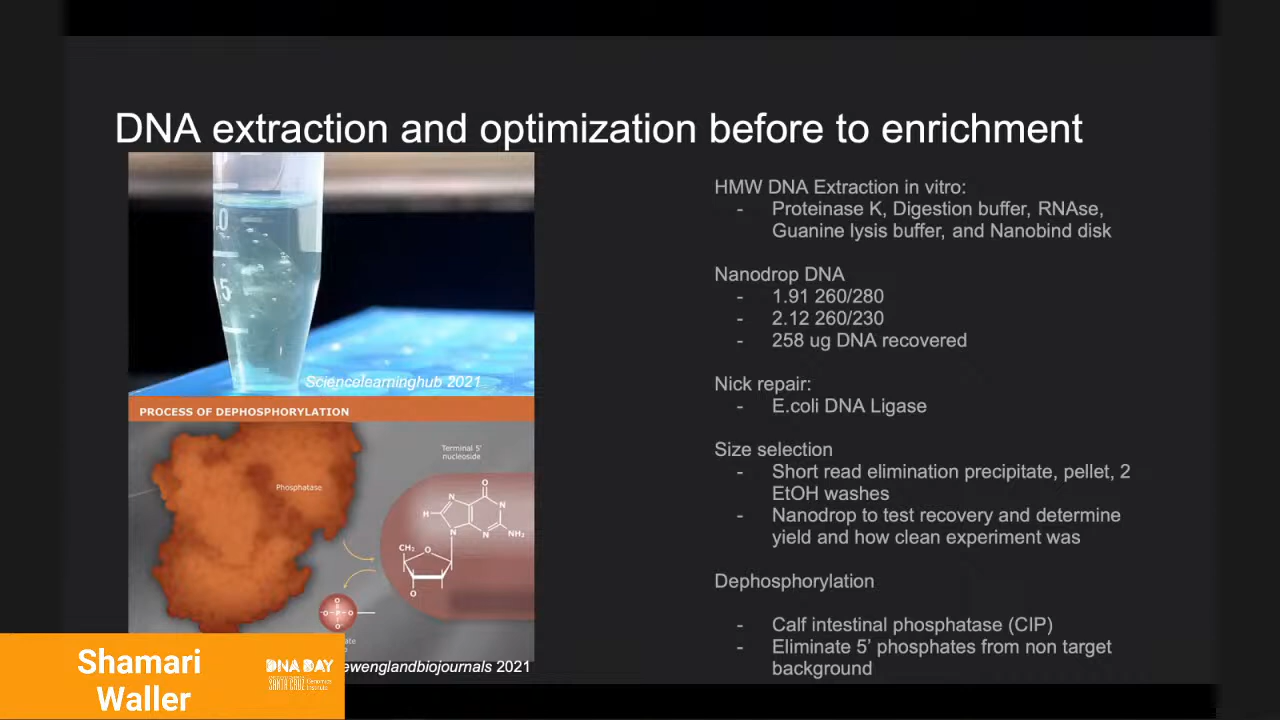 DNA extraction and optimization before to enrichment
.0
5
Sciencelearninghub 2021
PROCESS OF DEPHOSPHORYLATION
Terminal 5'
nucleoside
Phosphatase
O
N
N
H
N
N
NH₂
CH₂
O
O
O
-O-P-O
O-
ewenglandbiojournals 2021
HMW DNA Extraction in vitro:
- Proteinase K, Digestion buffer, RNAse,
Guanine lysis buffer, and Nanobind disk
Nanodrop DNA
- 1.91 260/280
- 2.12 260/230
- 258 ug DNA recovered
Nick repair:
- E.coli DNA Ligase
Size selection
- Short read elimination precipitate, pellet, 2
EtOH washes
- Nanodrop to test recovery and determine
yield and how clean experiment was
Dephosphorylation
- Calf intestinal phosphatase (CIP)
- Eliminate 5' phosphates from non target
background
Shamari
Waller
DNA DAY
SANTA CRUZ Genomics
Institute